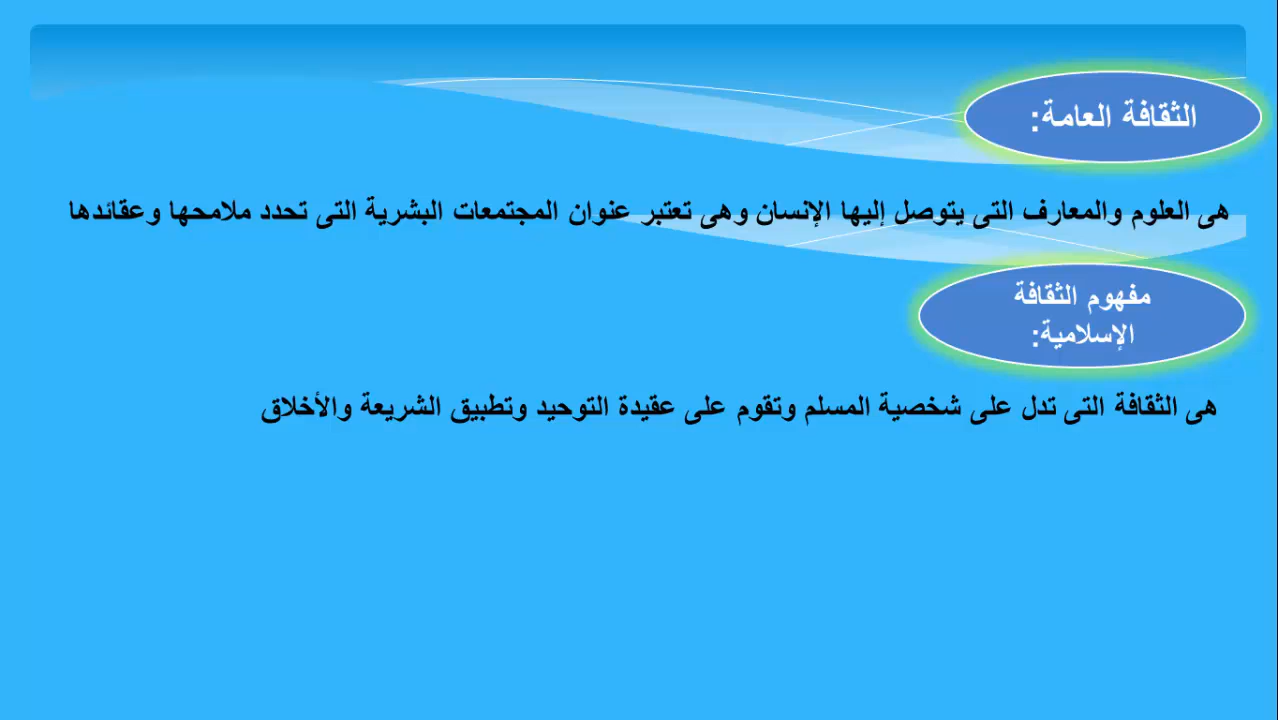 الثقافة العامة:
هى العلوم والمعارف التى يتوصل إليها الإنسان وهى تعتبر عنوان المجتمعات البشرية التى تحدد ملامحها وعقائدها
مفهوم الثقافة
الإسلامية:
هى الثقافة التى تدل على شخصية المسلم وتقوم على عقيدة التوحيد وتطبيق الشريعة والأخلاق